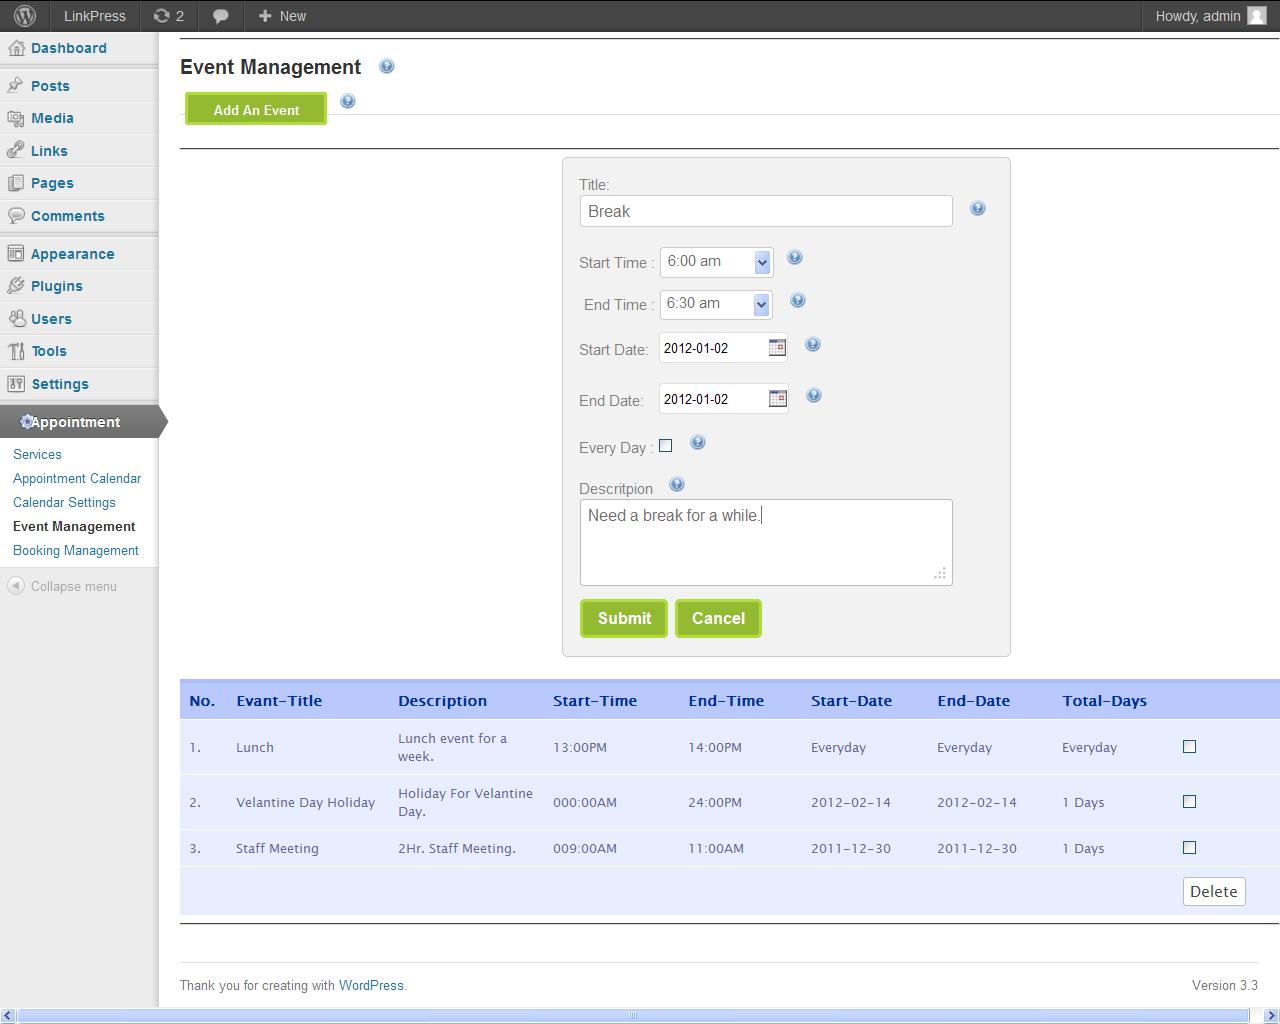 LinkPress 2 New Howdy, admin
Dashboard
Posts
Media
Links
Pages
Comments
Appearance
Plugins
Users
Tools
Settings
Appointment
Services
Appointment Calendar
Calendar Settings
Event Management
Booking Management
Collapse menu
Event Management
Add An Event
Title:
Break
Start Time : 6:00 am
End Time : 6:30 am
Start Date: 2012-01-02
End Date: 2012-01-02
Every Day :
Descritpion
Need a break for a while.
Submit Cancel
No. Evant-Title Description Start-Time End-Time Start-Date End-Date Total-Days
1. Lunch Lunch event for a week. 13:00PM 14:00PM Everyday Everyday Everyday
2. Velantine Day Holiday Holiday For Velantine Day. 000:00AM 24:00PM 2012-02-14 2012-02-14 1 Days
3. Staff Meeting 2Hr. Staff Meeting. 009:00AM 11:00AM 2011-12-30 2011-12-30 1 Days
Delete
Thank you for creating with WordPress. Version 3.3